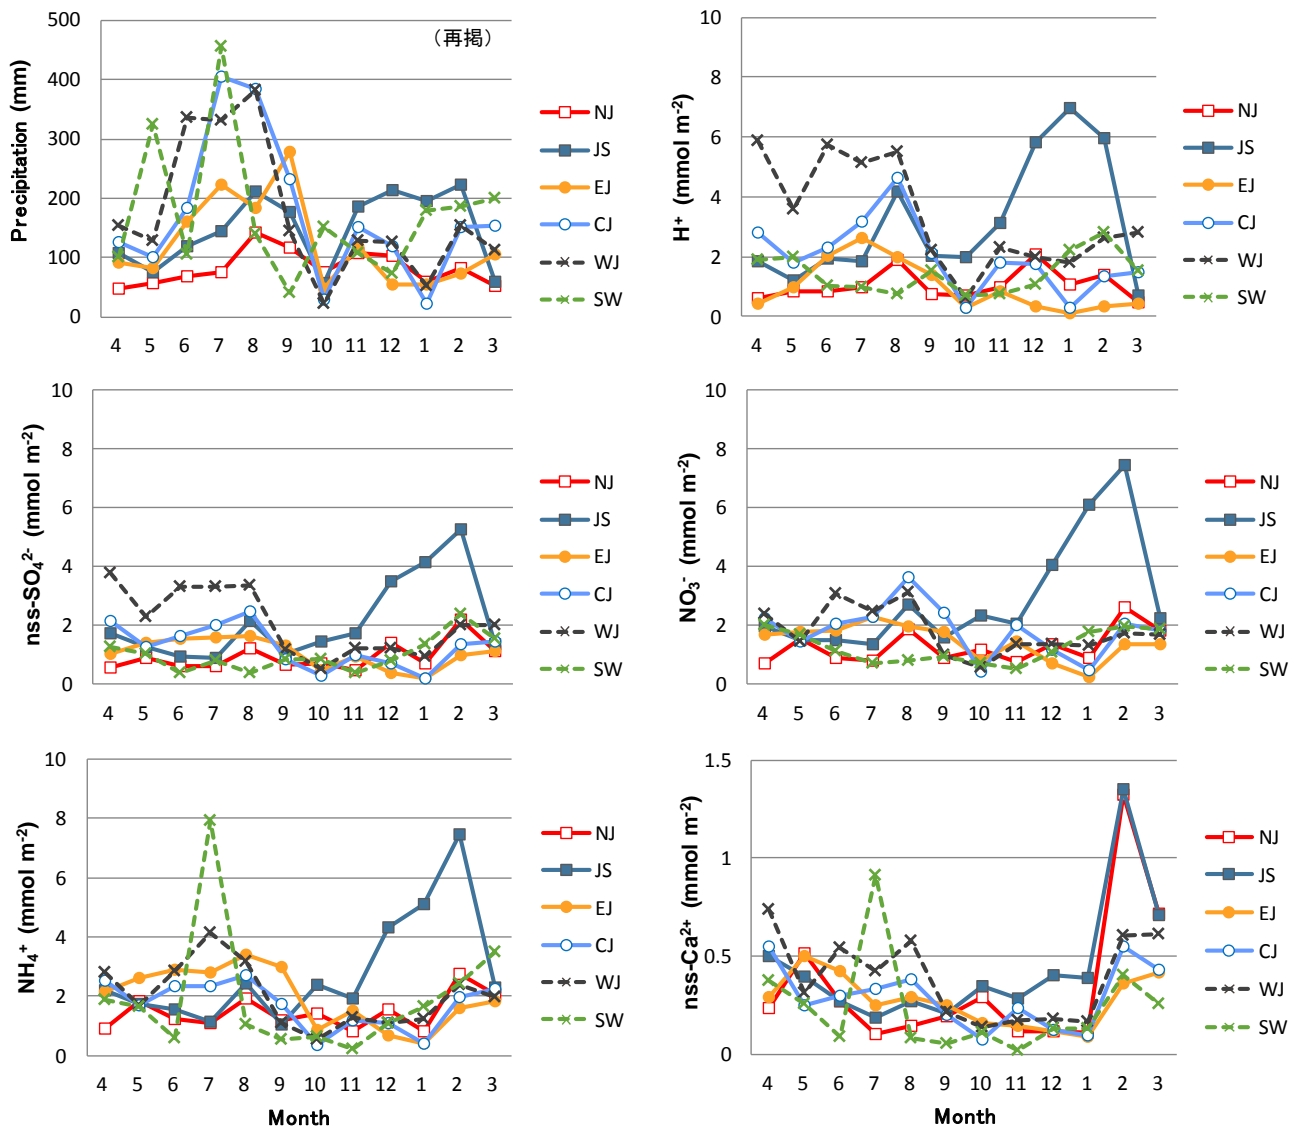 Precipitation (mm)
500
400
300
200
100
0
(再掲)
4 5 6 7 8 9 10 11 12 1 2 3
NJ
JS
EJ
CJ
WJ
SW
H⁺ (mmol m⁻²)
10
8
6
4
2
0
4 5 6 7 8 9 10 11 12 1 2 3
NJ
JS
EJ
CJ
WJ
SW
nss-SO₄²⁻ (mmol m⁻²)
10
8
6
4
2
0
4 5 6 7 8 9 10 11 12 1 2 3
NJ
JS
EJ
CJ
WJ
SW
NO₃⁻ (mmol m⁻²)
10
8
6
4
2
0
4 5 6 7 8 9 10 11 12 1 2 3
NJ
JS
EJ
CJ
WJ
SW
NH₄⁺ (mmol m⁻²)
10
8
6
4
2
0
4 5 6 7 8 9 10 11 12 1 2 3
Month
NJ
JS
EJ
CJ
WJ
SW
nss-Ca²⁺ (mmol m⁻²)
1.5
1
0.5
0
4 5 6 7 8 9 10 11 12 1 2 3
Month
NJ
JS
EJ
CJ
WJ
SW